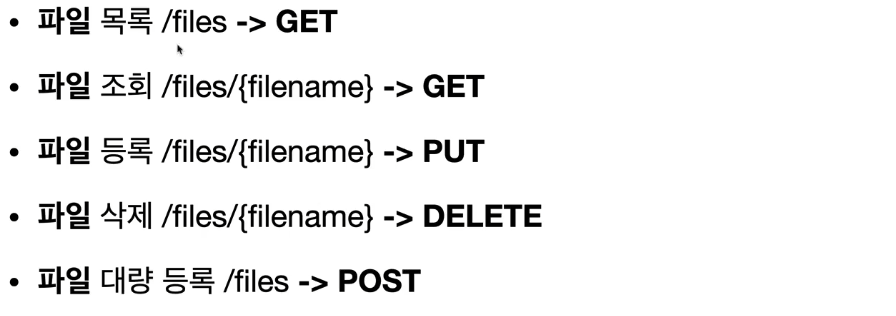 • 파일 목록 /files -> GET
• 파일 조회 /files/{filename} -> GET
• 파일 등록 /files/{filename} -> PUT
• 파일 삭제 /files/{filename} -> DELETE
• 파일 대량 등록 /files -> POST